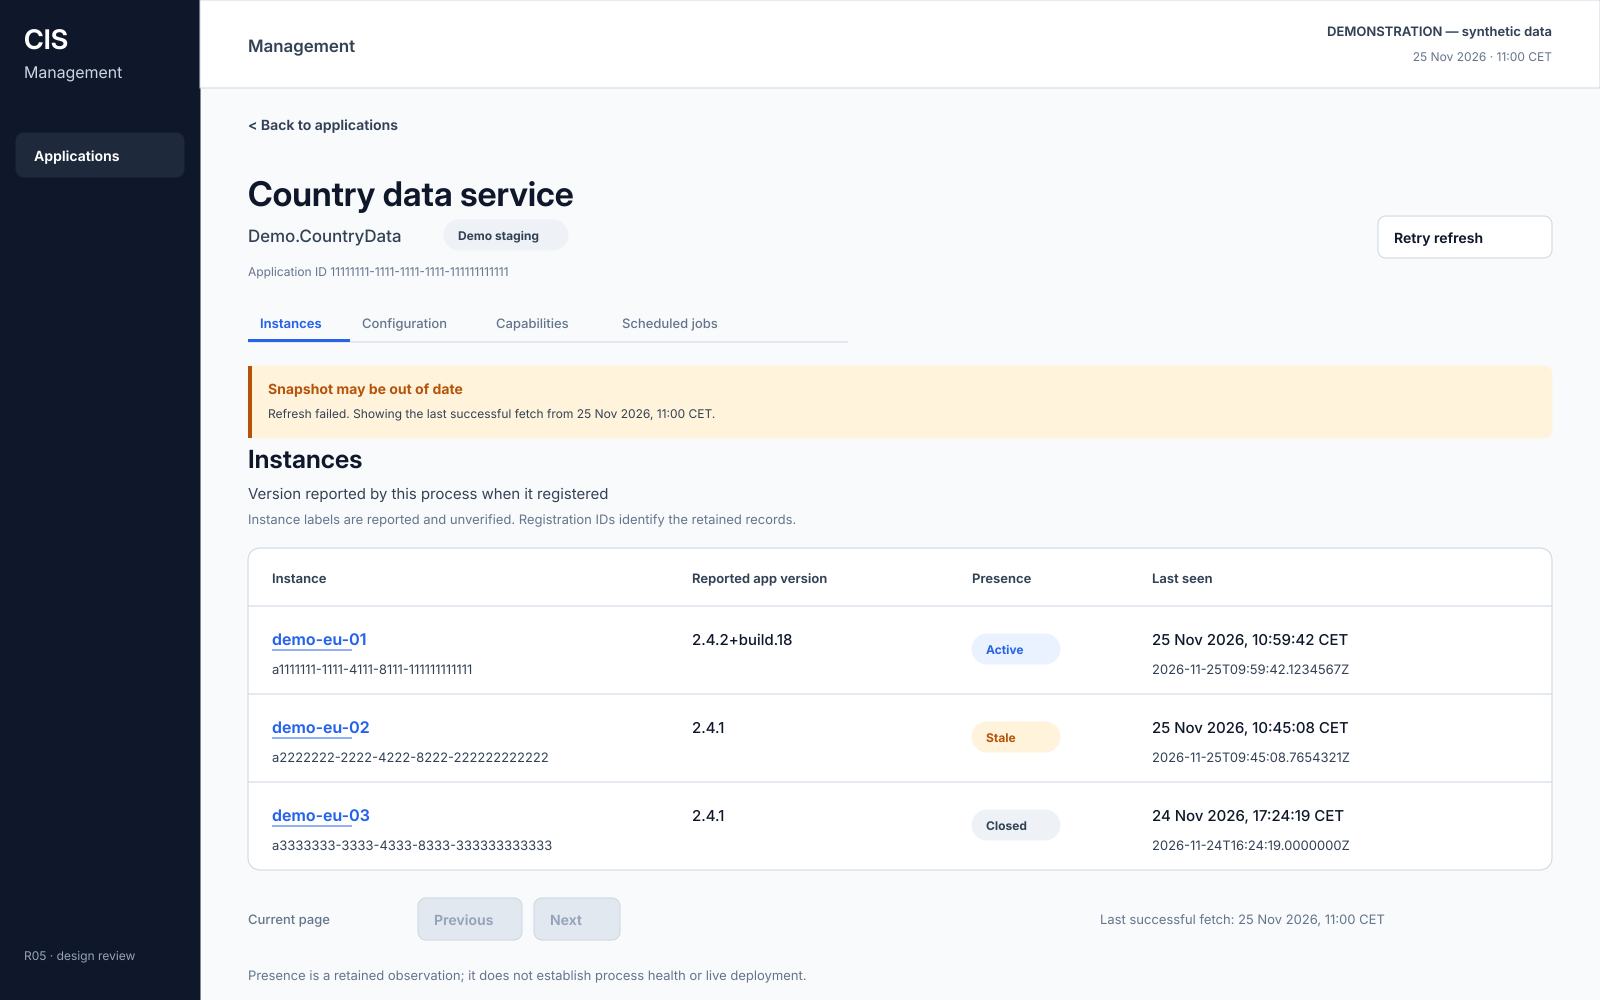 CIS
Management
Applications
R05 · design review
Management
DEMONSTRATION — synthetic data
25 Nov 2026 · 11:00 CET
< Back to applications
Country data service
Demo.CountryData
Demo staging
Application ID 11111111-1111-1111-1111-111111111111
Retry refresh
Instances Configuration Capabilities Scheduled jobs
Snapshot may be out of date
Refresh failed. Showing the last successful fetch from 25 Nov 2026, 11:00 CET.
Instances
Version reported by this process when it registered
Instance labels are reported and unverified. Registration IDs identify the retained records.
Instance Reported app version Presence Last seen
demo-eu-01 2.4.2+build.18 Active 25 Nov 2026, 10:59:42 CET
a1111111-1111-4111-8111-111111111111 2026-11-25T09:59:42.1234567Z
demo-eu-02 2.4.1 Stale 25 Nov 2026, 10:45:08 CET
a2222222-2222-4222-8222-222222222222 2026-11-25T09:45:08.7654321Z
demo-eu-03 2.4.1 Closed 24 Nov 2026, 17:24:19 CET
a3333333-3333-4333-8333-333333333333 2026-11-24T16:24:19.0000000Z
Current page Previous Next Last successful fetch: 25 Nov 2026, 11:00 CET
Presence is a retained observation; it does not establish process health or live deployment.